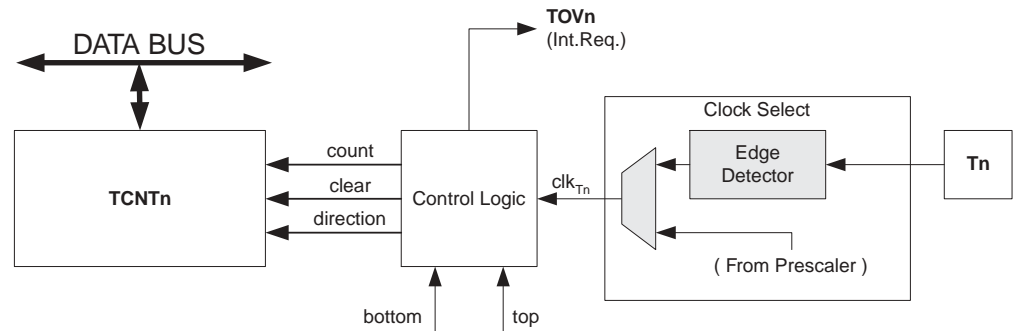 DATA BUS
TOVn
(Int.Req.)
TCNTn
count
clear
direction
Control Logic
clkTn
Clock Select
Edge
Detector
( From Prescaler )
Tn
bottom
top